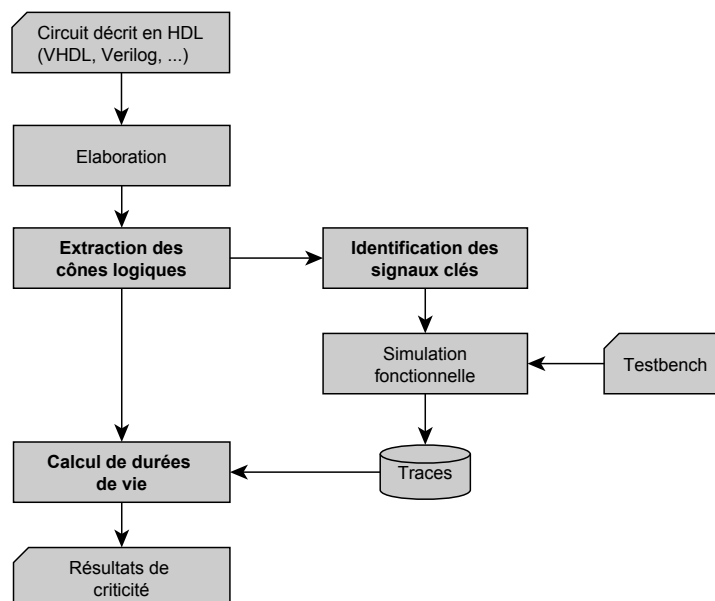 Circuit décrit en HDL
(VHDL, Verilog, ...)
Elaboration
Extraction des
cônes logiques
Identification des
signaux clés
Simulation
fonctionnelle
Testbench
Calcul de durées
de vie
Traces
Résultats de
criticité